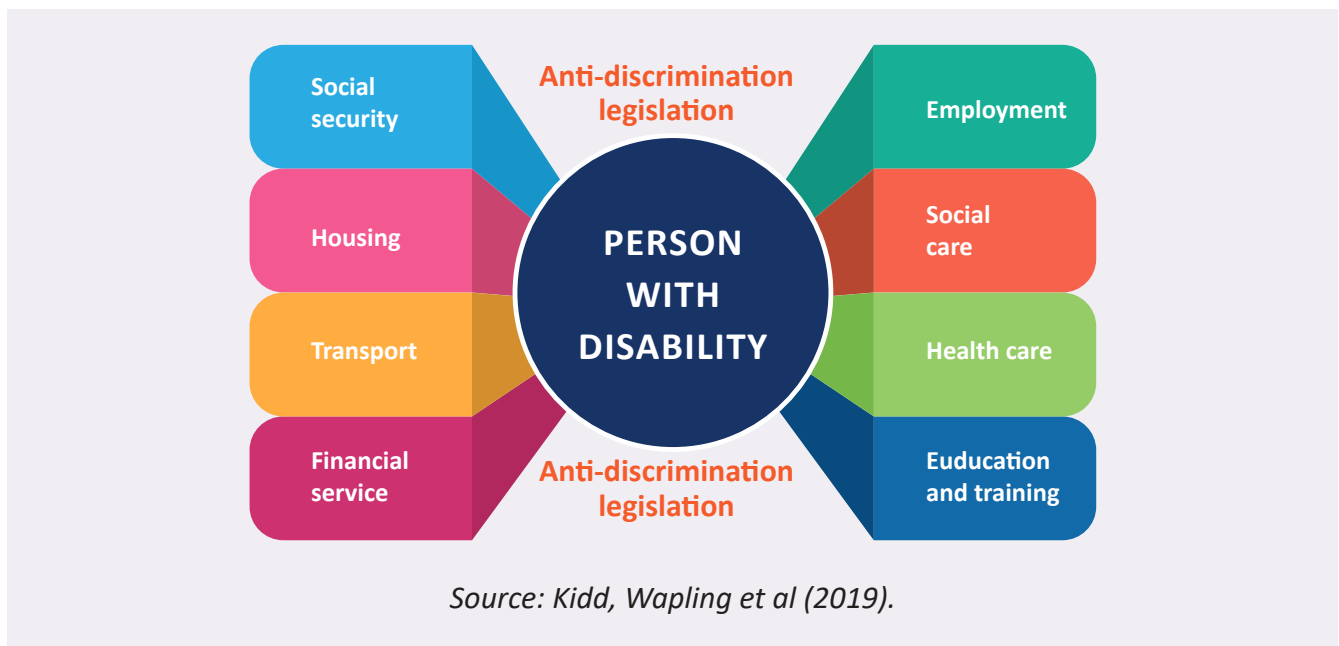 Anti-discrimination
legislation
Social
security
Housing
Transport
Financial
service
PERSON
WITH
DISABILITY
Employment
Social
care
Health care
Euducation
and training
Anti-discrimination
legislation
Source: Kidd, Wapling et al (2019).